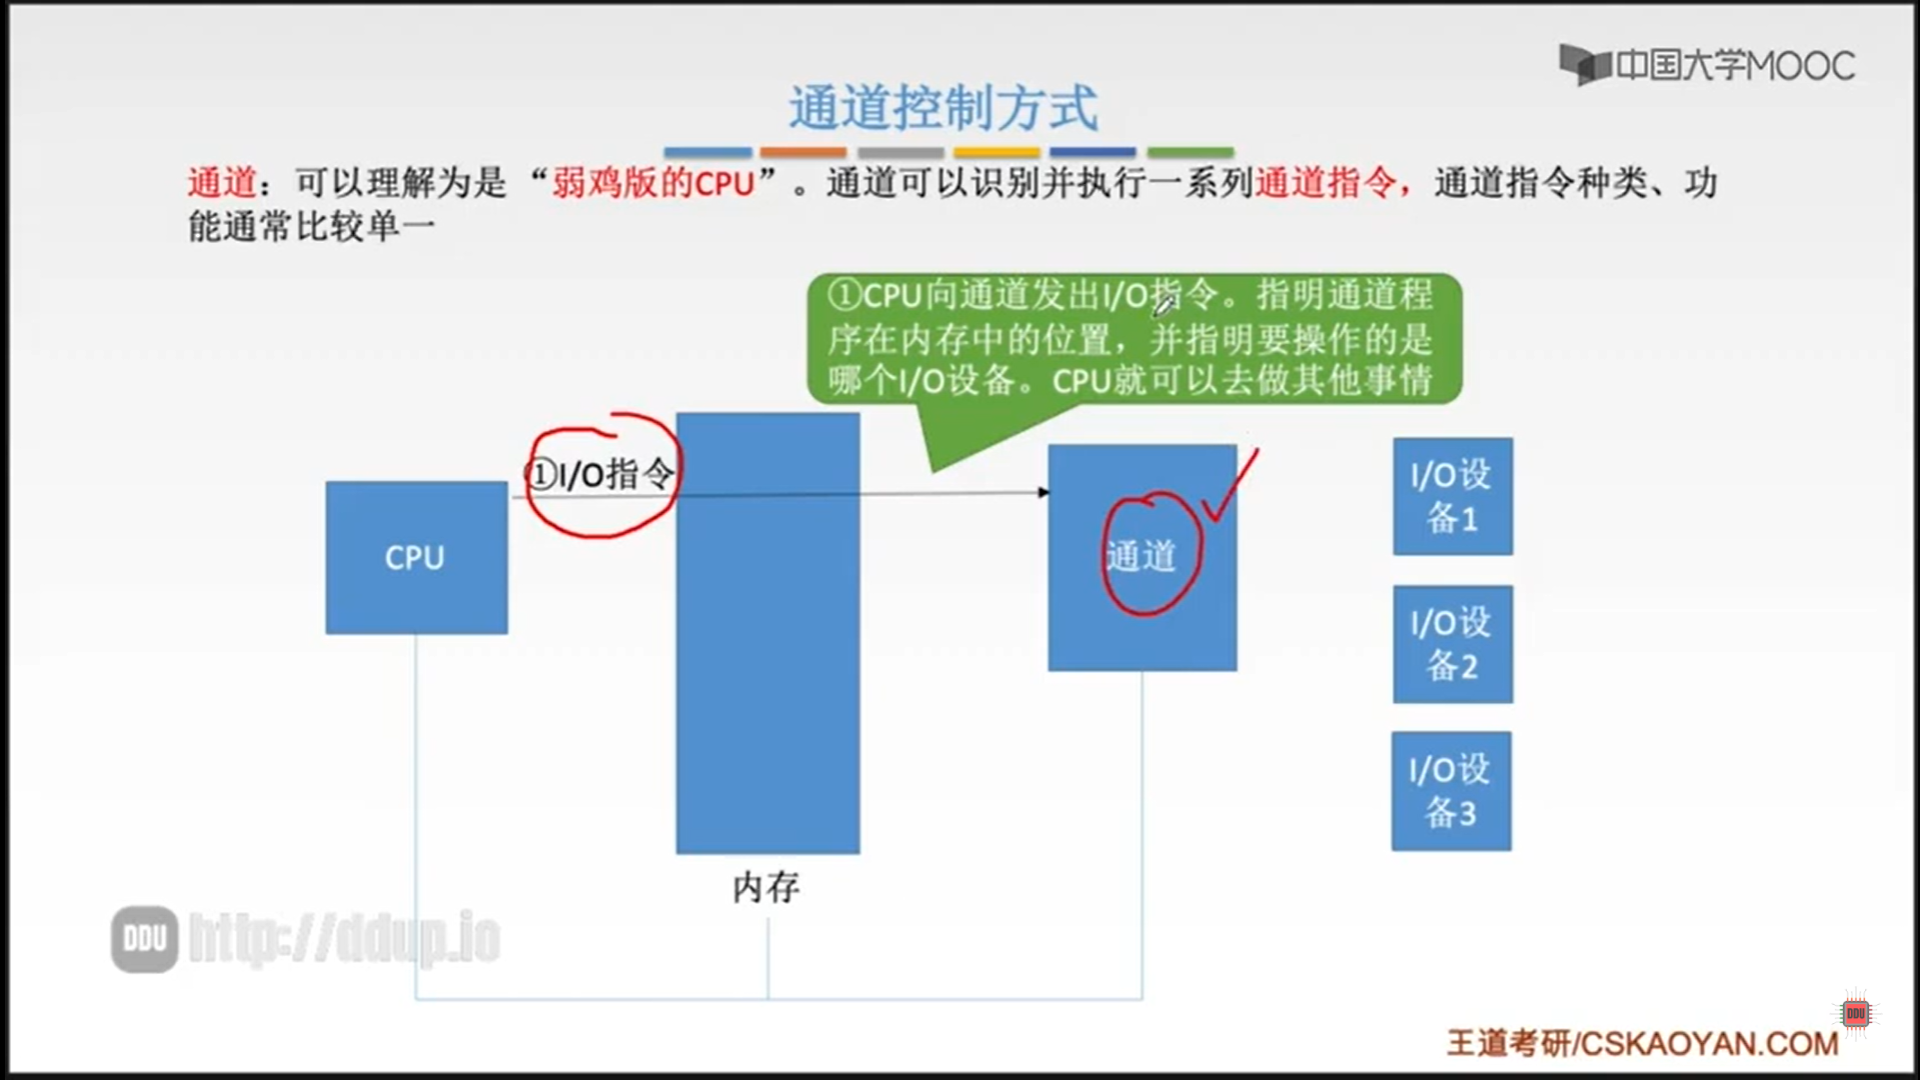 中国大学MOOC
通道控制方式
通道：可以理解为是“弱鸡版的CPU”。通道可以识别并执行一系列通道指令，通道指令种类、功
能通常比较单一
①CPU向通道发出I/O指令。指明通道程
序在内存中的位置，并指明要操作的是
哪个I/O设备。CPU就可以去做其他事情
①I/O指令
CPU
内存
通道
I/O设
备1
I/O设
备2
I/O设
备3
DDU http://ddup.io
DDU
王道考研/CSKAOYAN.COM